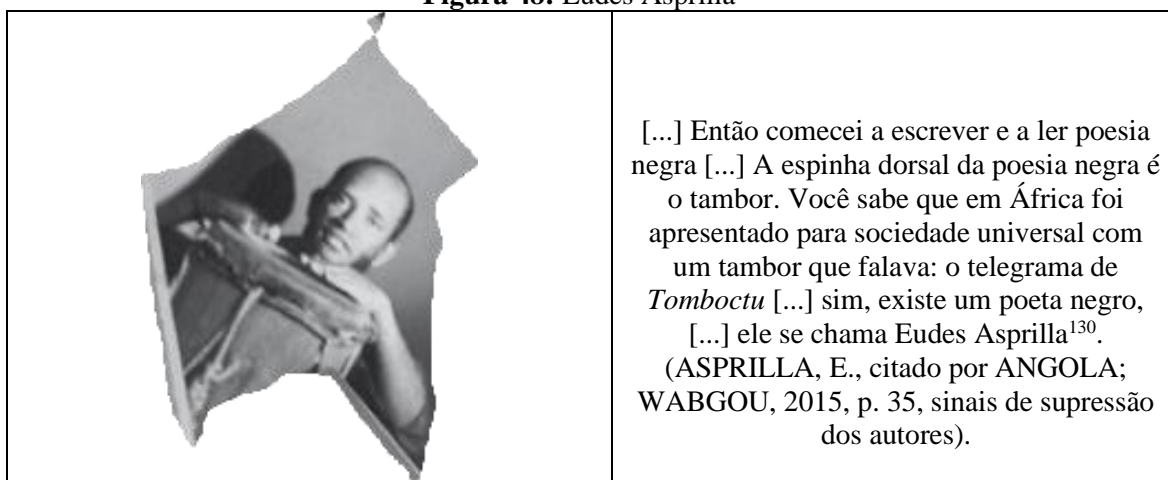 Figura 48: Eudes Asprilla
[...] Então comecei a escrever e a ler poesia
negra [...] A espinha dorsal da poesia negra é
o tambor. Você sabe que em África foi
apresentado para sociedade universal com
um tambor que falava: o telegrama de
Tomboctu [...] sim, existe um poeta negro,
[...] ele se chama Eudes Asprilla130.
(ASPRILLA, E., citado por ANGOLA;
WABGOU, 2015, p. 35, sinais de supressão
dos autores).